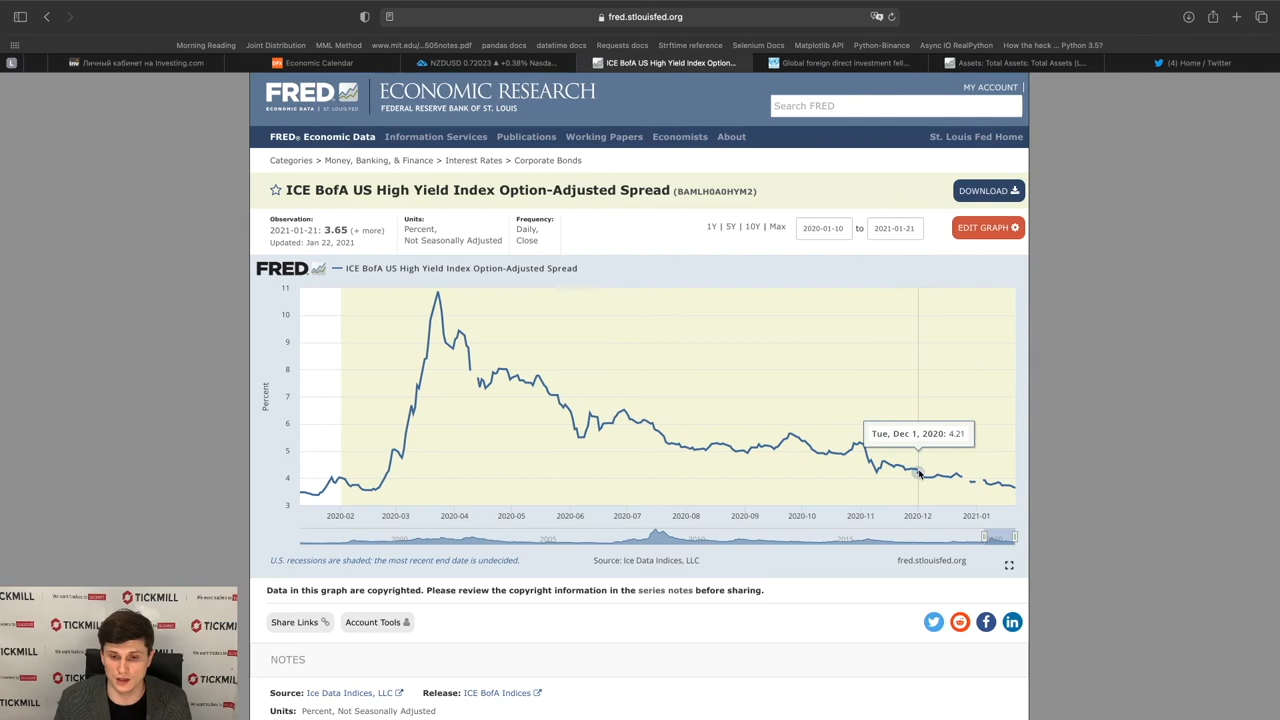 fred.stlouisfed.org
Morning Reading Joint Distribution MML Method www.mit.edu/...505notes.pdf pandas docs datetime docs Requests docs Strftime reference Selenium Docs Matplotlib API Python-Binance Async IO RealPython How the heck ... Python 3.5?
L Inv Личный кабинет на Investing.com DFX Economic Calendar NZDUSD 0.72023 ▲+0.38% Nasda... ICE BofA US High Yield Index Option-... Global foreign direct investment fell... Assets: Total Assets: Total Assets (L... (4) Home / Twitter
FRED ECONOMIC RESEARCH
ECONOMIC DATA | ST. LOUIS FED FEDERAL RESERVE BANK OF ST. LOUIS
MY ACCOUNT
Search FRED
FRED® Economic Data Information Services Publications Working Papers Economists About St. Louis Fed Home
Categories > Money, Banking, & Finance > Interest Rates > Corporate Bonds
ICE BofA US High Yield Index Option-Adjusted Spread (BAMLH0A0HYM2) DOWNLOAD
Observation:
2021-01-21: 3.65 (+ more)
Updated: Jan 22, 2021
Units:
Percent,
Not Seasonally Adjusted
Frequency:
Daily,
Close
1Y | 5Y | 10Y | Max 2020-01-10 to 2021-01-21 EDIT GRAPH
FRED ICE BofA US High Yield Index Option-Adjusted Spread
11
10
9
8
7
6
5
4
3
Percent
Tue, Dec 1, 2020: 4.21
2020-02 2020-03 2020-04 2020-05 2020-06 2020-07 2020-08 2020-09 2020-10 2020-11 2020-12 2021-01
2000 2005 2010 2015 2020
U.S. recessions are shaded; the most recent end date is undecided. Source: Ice Data Indices, LLC fred.stlouisfed.org
Data in this graph are copyrighted. Please review the copyright information in the series notes before sharing.
Share Links Account Tools
NOTES
Source: Ice Data Indices, LLC Release: ICE BofA Indices
Units: Percent, Not Seasonally Adjusted
TICKMILL
TICKMILL
TICKMILL
TICKMILL
TICKMILL